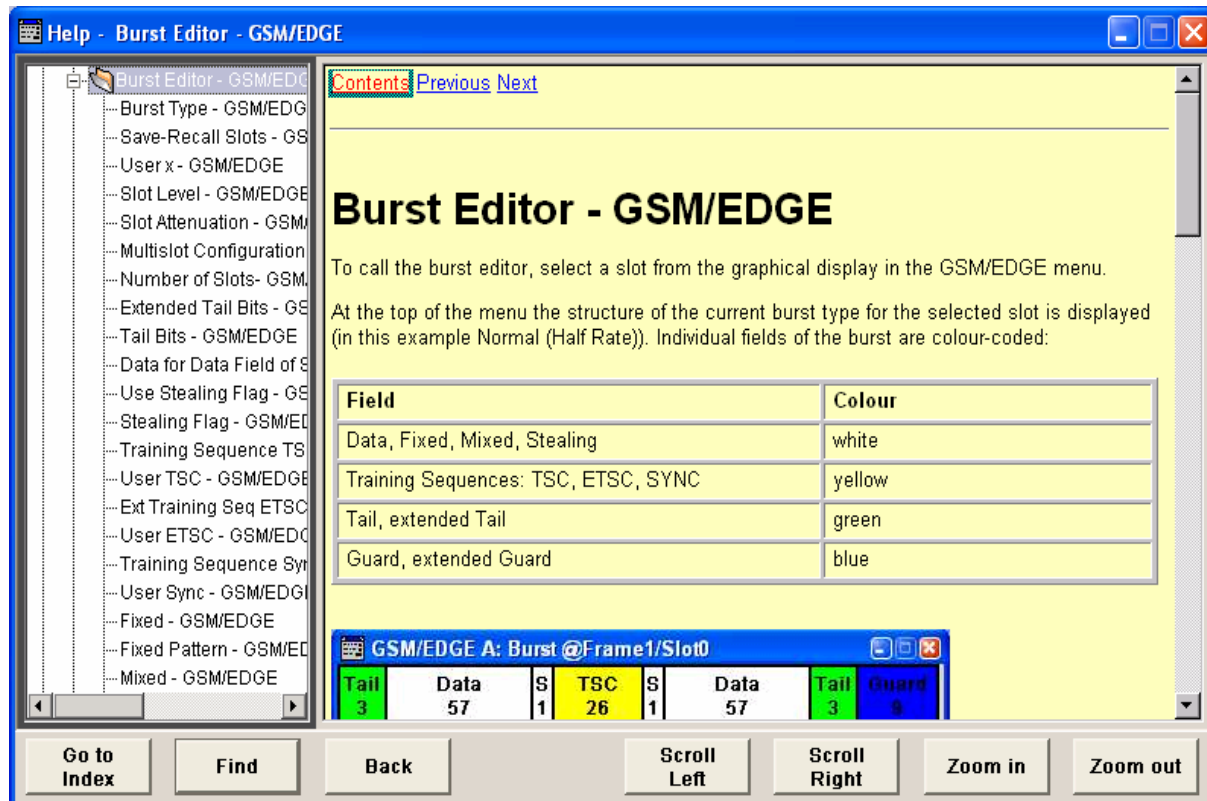 Help - Burst Editor - GSM/EDGE
Burst Editor - GSM/EDG
Burst Type - GSM/EDG
Save-Recall Slots - GS
User x - GSM/EDGE
Slot Level - GSM/EDGE
Slot Attenuation - GSM/
Multislot Configuration
Number of Slots- GSM/
Extended Tail Bits - GS
Tail Bits - GSM/EDGE
Data for Data Field of S
Use Stealing Flag - GS
Stealing Flag - GSM/ED
Training Sequence TS
User TSC - GSM/EDGE
Ext Training Seq ETSC
User ETSC - GSM/EDG
Training Sequence Syn
User Sync - GSM/EDGE
Fixed - GSM/EDGE
Fixed Pattern - GSM/ED
Mixed - GSM/EDGE
Contents Previous Next
Burst Editor - GSM/EDGE
To call the burst editor, select a slot from the graphical display in the GSM/EDGE menu.
At the top of the menu the structure of the current burst type for the selected slot is displayed
(in this example Normal (Half Rate)). Individual fields of the burst are colour-coded:
Field Colour
Data, Fixed, Mixed, Stealing white
Training Sequences: TSC, ETSC, SYNC yellow
Tail, extended Tail green
Guard, extended Guard blue
GSM/EDGE A: Burst @Frame1/Slot0
Tail Data S TSC S Data Tail Guard
3 57 1 26 1 57 3 9
Go to Index
Find
Back
Scroll Left
Scroll Right
Zoom in
Zoom out